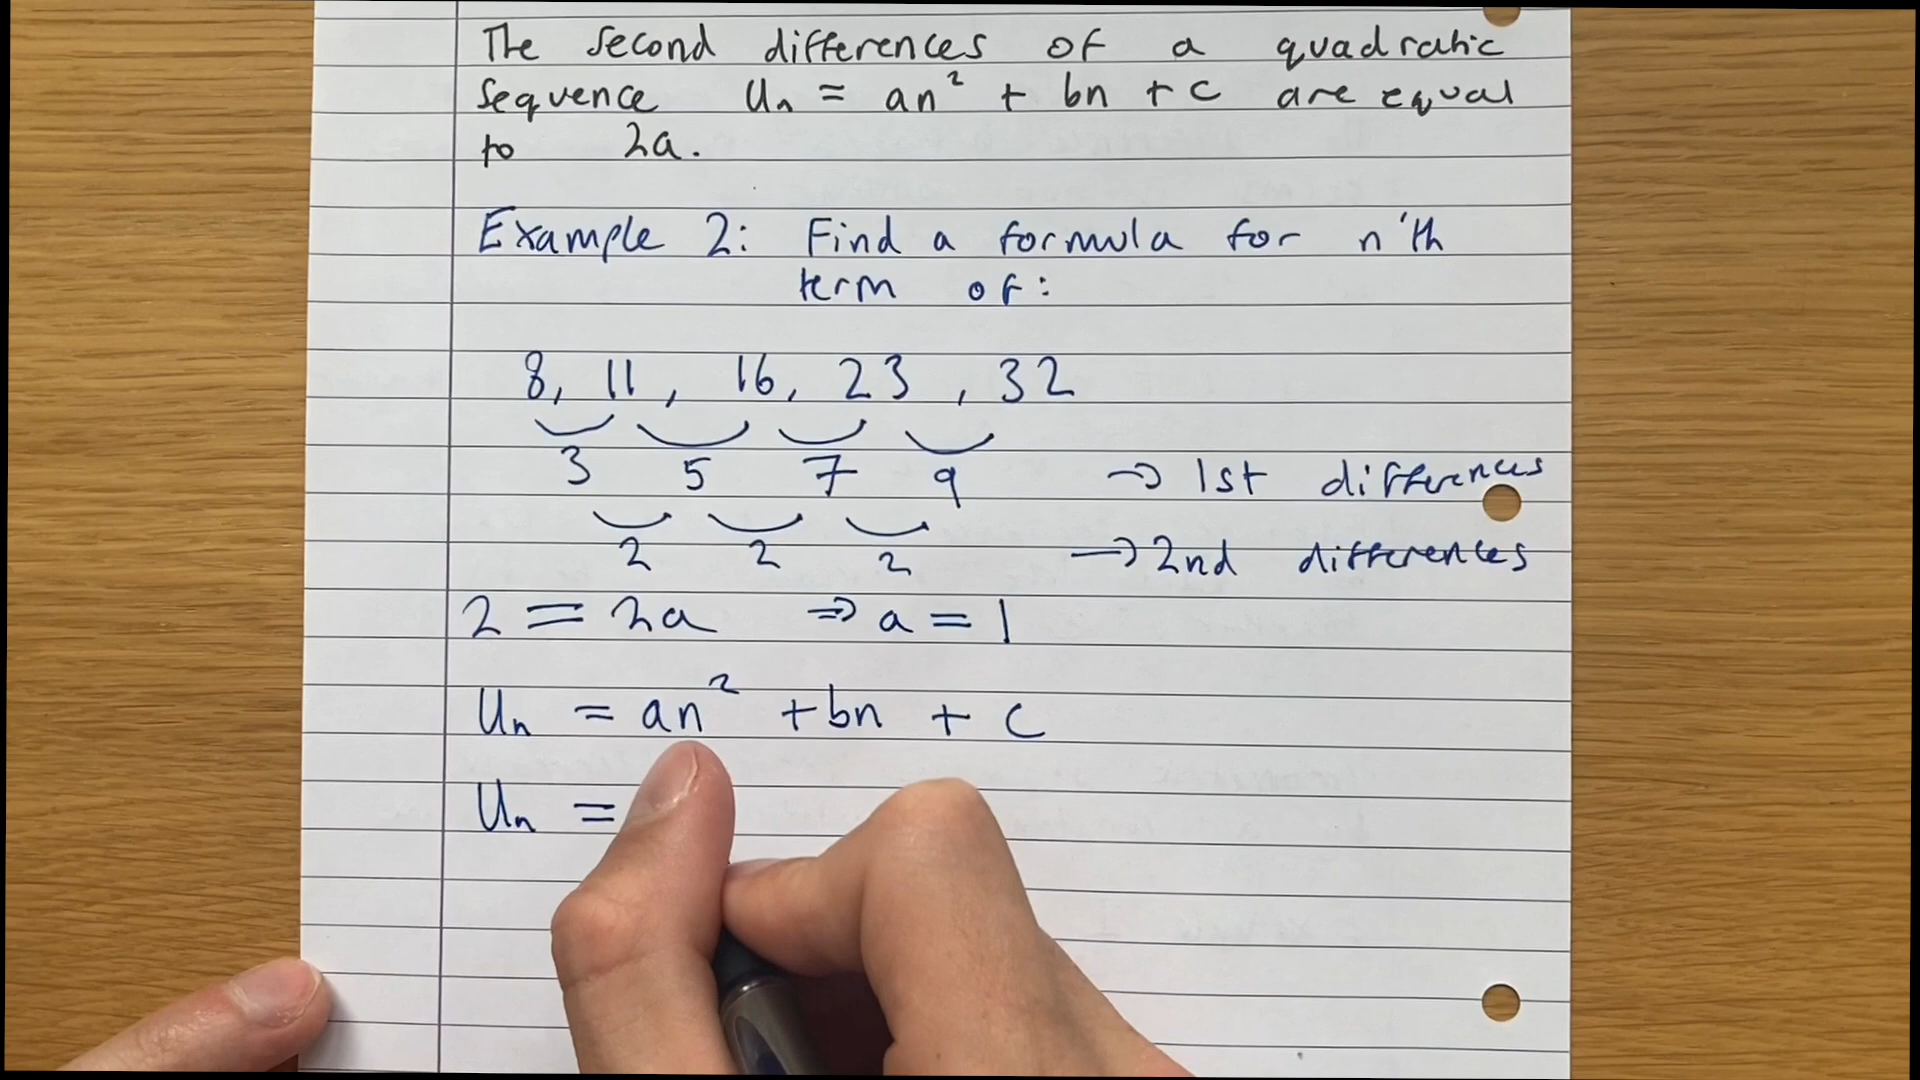 The second differences of a quadratic
sequence Un = an² + bn + c are equal
to 2a.
Example 2: Find a formula for n'th
term of:
8, 11, 16, 23, 32
3 5 7 9 → 1st differences
2 2 2 → 2nd differences
2 = 2a ⇒ a = 1
Un = an² + bn + c
Un =